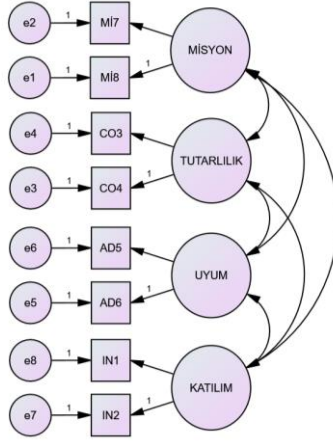 e2 1 Mİ7
MİSYON
e1 1 Mİ8 1
e4 1 CO3
TUTARLILIK
e3 1 CO4 1
e6 1 AD5
UYUM
e5 1 AD6 1
e8 1 IN1
KATILIM
e7 1 IN2 1